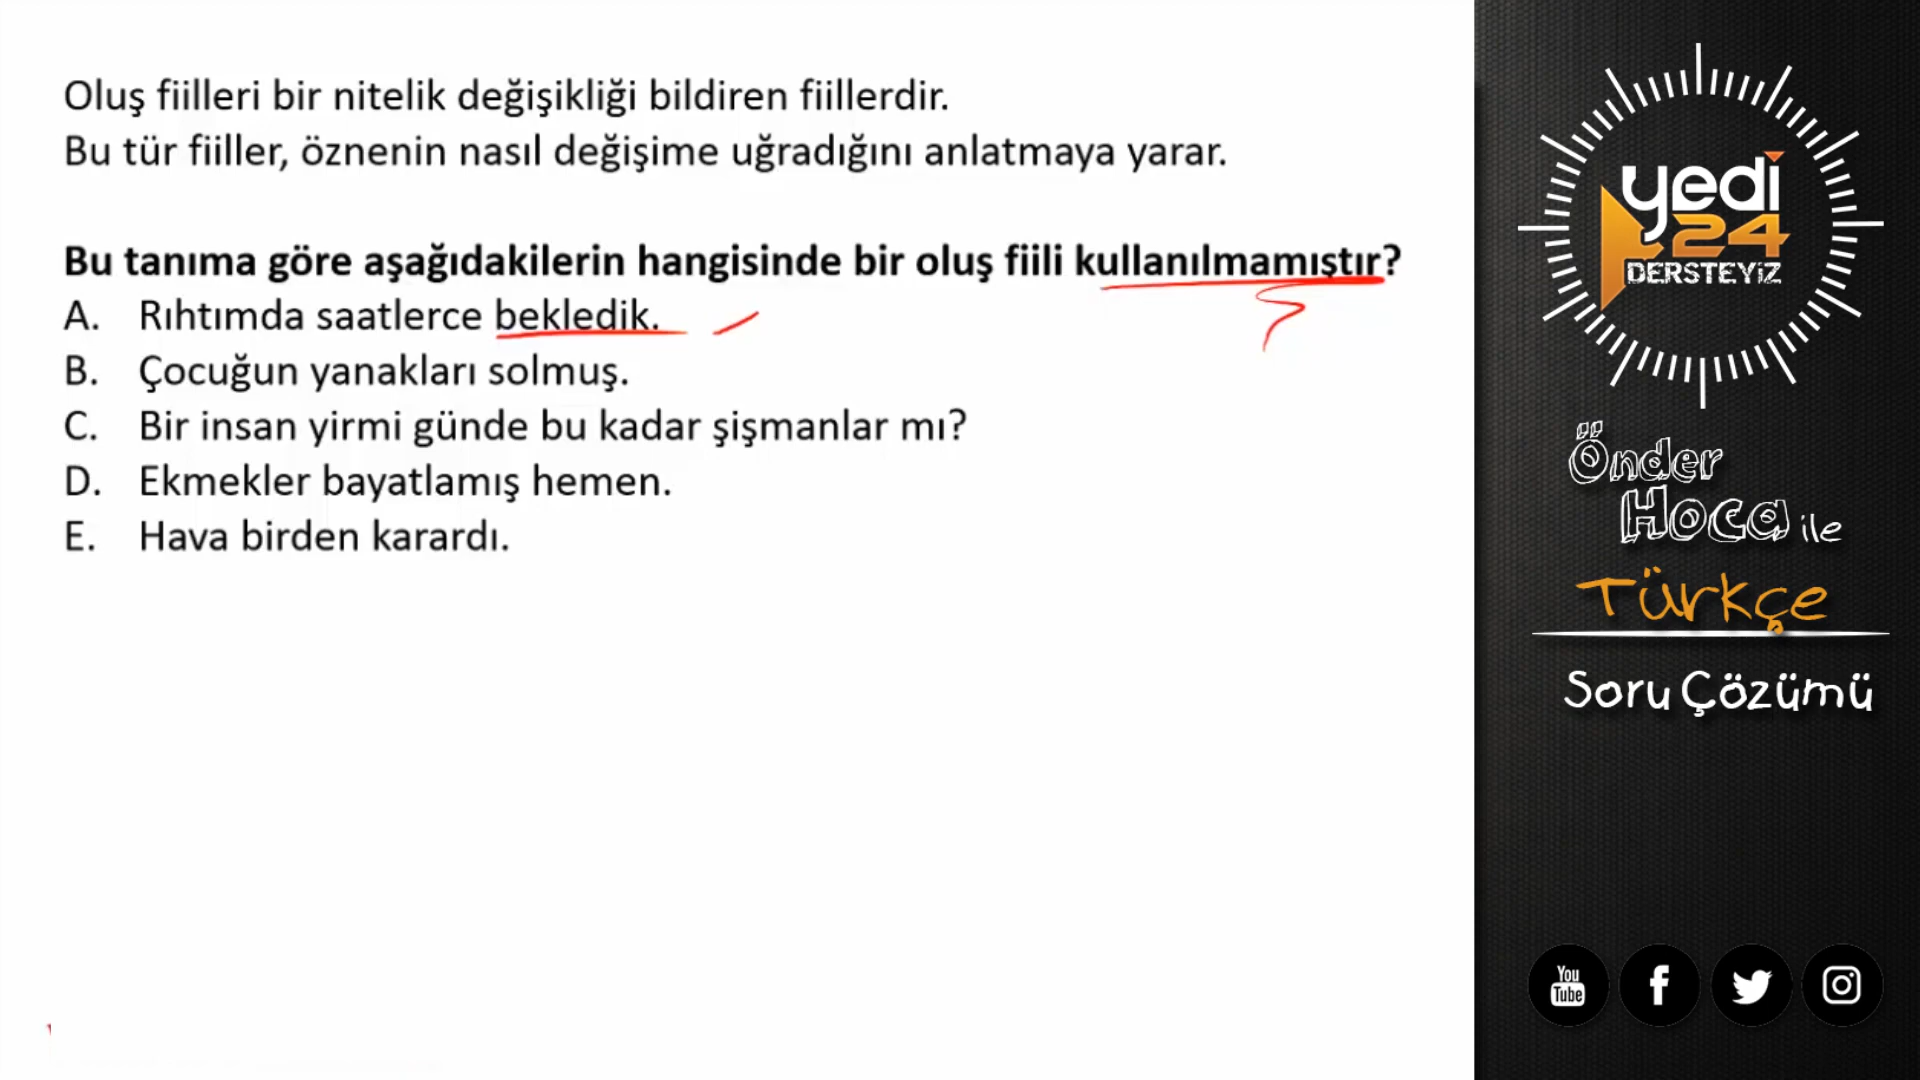 Oluş fiilleri bir nitelik değişikliği bildiren fiillerdir.
Bu tür fiiller, öznenin nasıl değişime uğradığını anlatmaya yarar.
Bu tanıma göre aşağıdakilerin hangisinde bir oluş fiili kullanılmamıştır?
A. Rıhtımda saatlerce bekledik.
B. Çocuğun yanakları solmuş.
C. Bir insan yirmi günde bu kadar şişmanlar mı?
D. Ekmekler bayatlamış hemen.
E. Hava birden karardı.
yedi
24
DERSTEYİZ
Önder
Hoca ile
Türkçe
Soru Çözümü
You
Tube